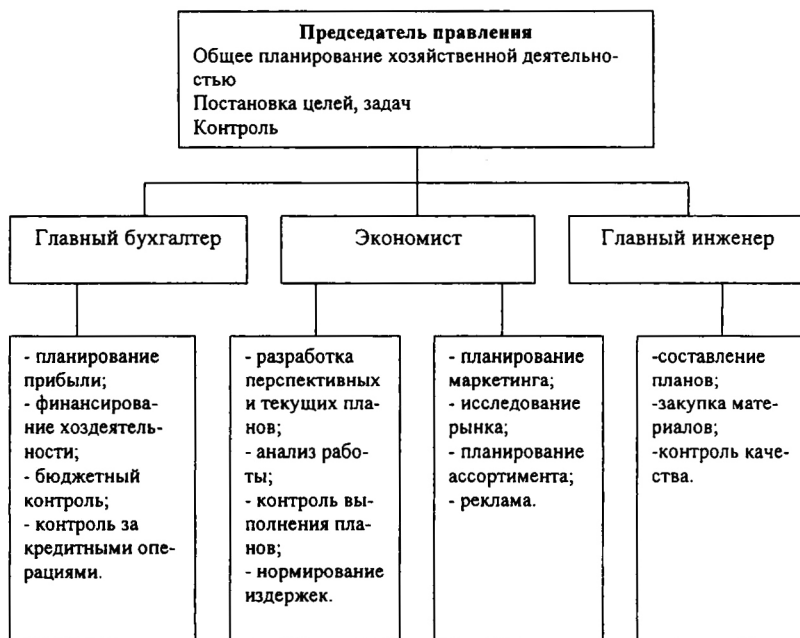 Председатель правления
Общее планирование хозяйственной деятельно-
стью
Постановка целей, задач
Контроль
Главный бухгалтер
Экономист
Главный инженер
- планирование
прибыли;
- финансирова-
ние хоздеятель-
ности;
- бюджетный
контроль;
- контроль за
кредитными опе-
рациями.
- разработка
перспективных
и текущих пла-
нов;
- анализ рабо-
ты;
- контроль вы-
полнения пла-
нов;
- нормирование
издержек.
- планирование
маркетинга;
- исследование
рынка;
- планирование
ассортимента;
- реклама.
-составление
планов;
-закупка мате-
риалов;
-контроль каче-
ства.